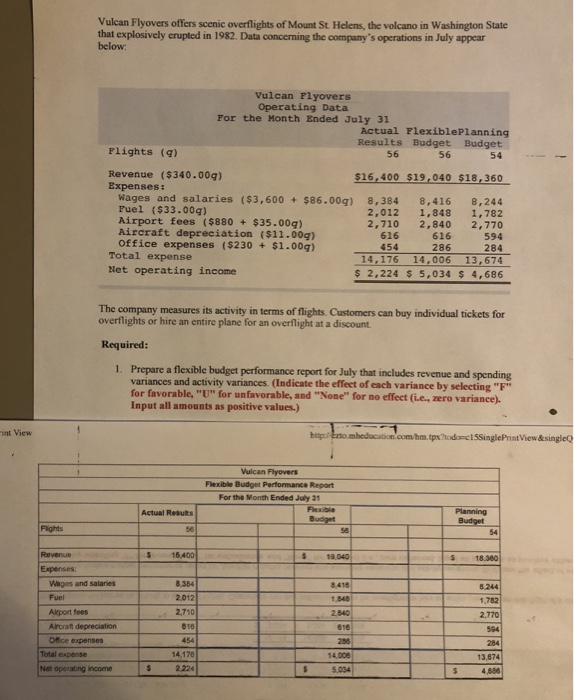 Vulcan Flyovers offers scenic overflights of Mount St. Helens, the volcano in Washington State
that explosively erupted in 1982. Data concerning the company's operations in July appear
below:
Vulcan Flyovers
Operating Data
For the Month Ended July 31
Actual FlexiblePlanning
Results Budget Budget
Flights (q) 56 56 54
Revenue ($340.00q) $16,400 $19,040 $18,360
Expenses:
Wages and salaries ($3,600 + $86.00q) 8,384 8,416 8,244
Fuel ($33.00q) 2,012 1,848 1,782
Airport fees ($880 + $35.00q) 2,710 2,840 2,770
Aircraft depreciation ($11.00q) 616 616 594
Office expenses ($230 + $1.00q) 454 286 284
Total expense 14,176 14,006 13,674
Net operating income $ 2,224 $ 5,034 $ 4,686
The company measures its activity in terms of flights. Customers can buy individual tickets for
overflights or hire an entire plane for an overflight at a discount.
Required:
1. Prepare a flexible budget performance report for July that includes revenue and spending
variances and activity variances. (Indicate the effect of each variance by selecting "F"
for favorable, "U" for unfavorable, and "None" for no effect (i.e., zero variance).
Input all amounts as positive values.)
int View
Vulcan Flyovers
Flexible Budget Performance Report
For the Month Ended July 31
Actual Results Flexible Budget Planning Budget
Flights 56 56 54
Revenue $ 16,400 $ 19,040 $ 18,360
Expenses:
Wages and salaries 8,384 8,416 8,244
Fuel 2,012 1,848 1,782
Airport fees 2,710 2,840 2,770
Aircraft depreciation 616 616 594
Office expenses 454 286 284
Total expense 14,176 14,006 13,674
Net operating income $ 2,224 $ 5,034 $ 4,686